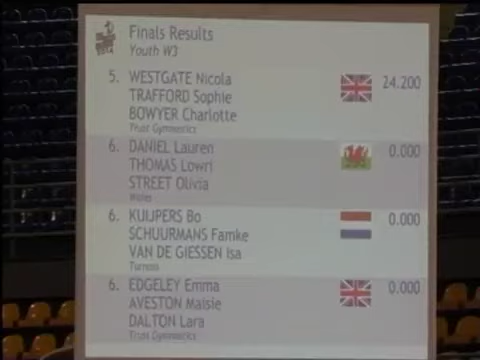 Finals Results
Youth W3
5. WESTGATE Nicola 24.200
TRAFFORD Sophie
BOWYER Charlotte
Trust Gymnastics
6. DANIEL Lauren 0.000
THOMAS Lowri
STREET Olivia
Wales
6. KUIJPERS Bo 0.000
SCHUURMANS Famke
VAN DE GIESSEN Isa
Turness
6. EDGELEY Emma 0.000
AVESTON Maisie
DALTON Lara
Trust Gymnastics